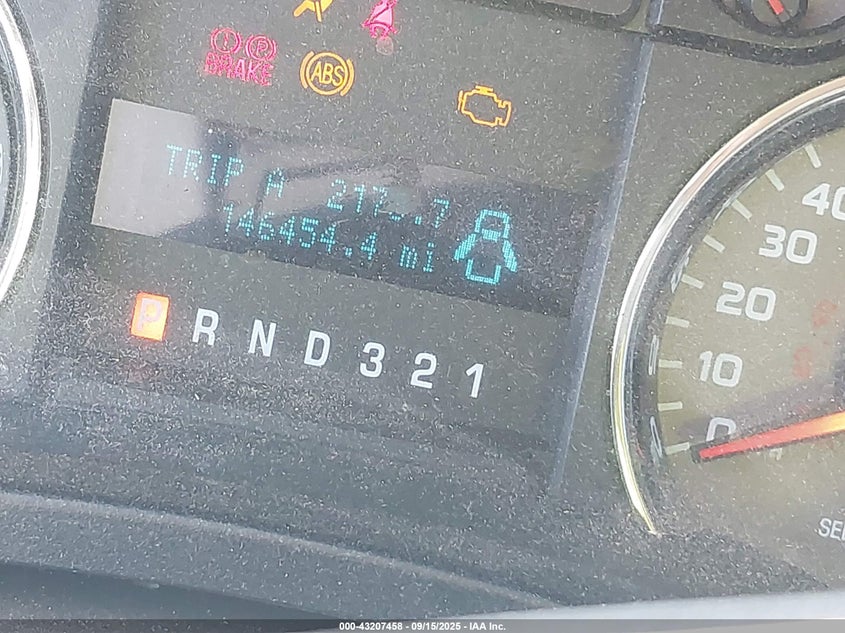 BRAKE
ABS
TRIP A
146454.4 mi
P R N D 3 2 1
40
30
20
10
0
000-43207458 - 09/15/2025 - IAA Inc.